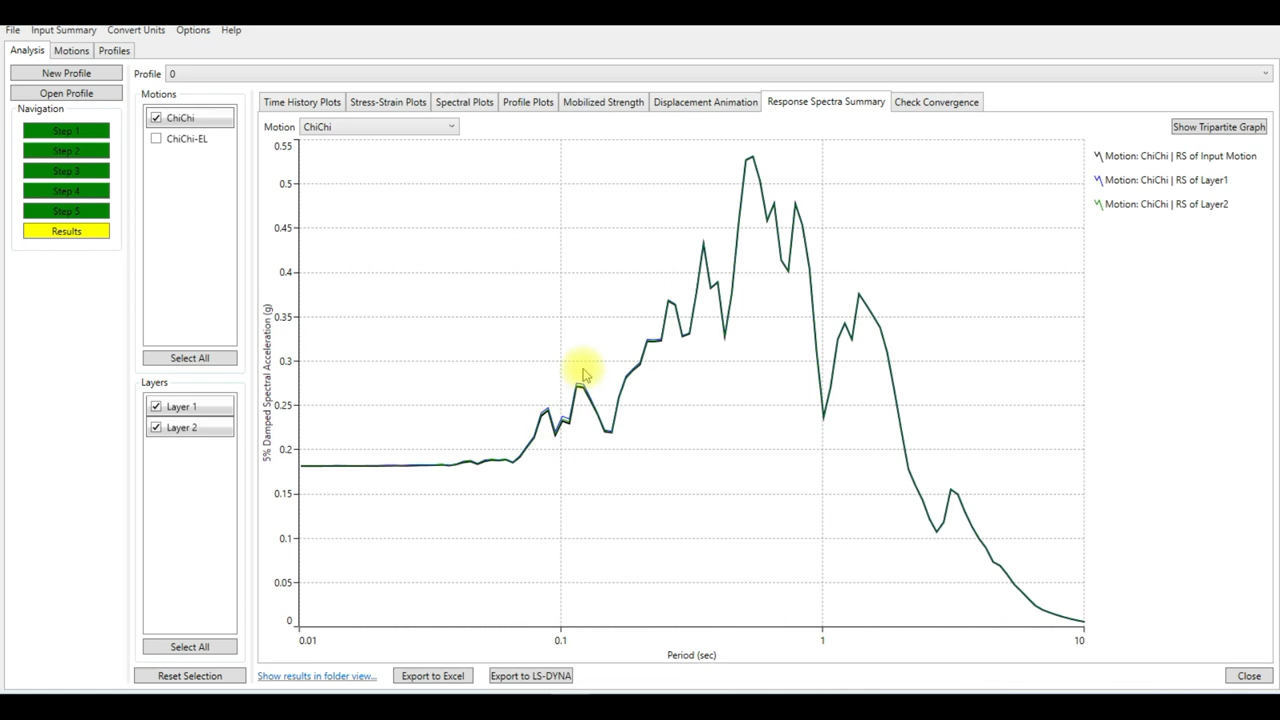 File Input Summary Convert Units Options Help
Analysis Motions Profiles
New Profile
Open Profile
Navigation
Step 1
Step 2
Step 3
Step 4
Step 5
Results
Profile 0
Motions
ChiChi
ChiChi-EL
Select All
Layers
Layer 1
Layer 2
Select All
Reset Selection
Time History Plots Stress-Strain Plots Spectral Plots Profile Plots Mobilized Strength Displacement Animation Response Spectra Summary Check Convergence
Motion ChiChi
Show Tripartite Graph
0.55
0.5
0.45
0.4
0.35
0.3
0.25
0.2
0.15
0.1
0.05
0
5% Damped Spectral Acceleration (g)
0.01 0.1 1 10
Period (sec)
Motion: ChiChi | RS of Input Motion
Motion: ChiChi | RS of Layer1
Motion: ChiChi | RS of Layer2
Show results in folder view... Export to Excel Export to LS-DYNA Close